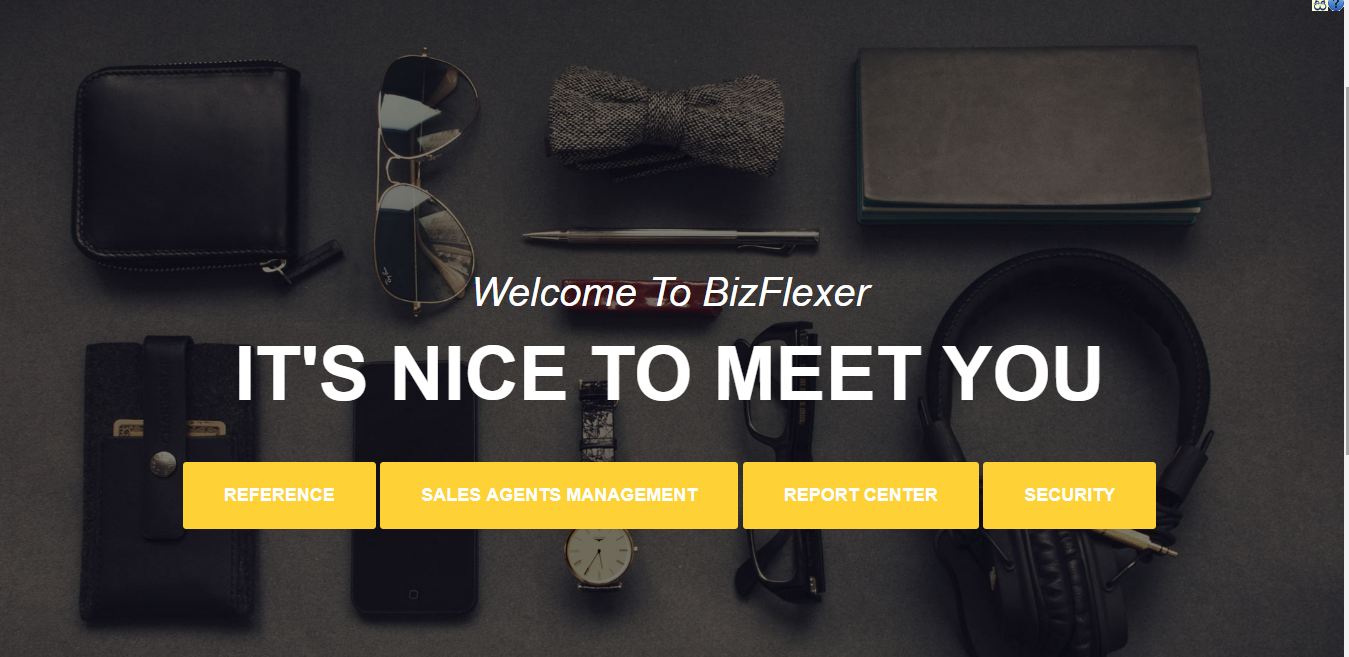 Welcome To BizFlexer
IT'S NICE TO MEET YOU
REFERENCE
SALES AGENTS MANAGEMENT
REPORT CENTER
SECURITY